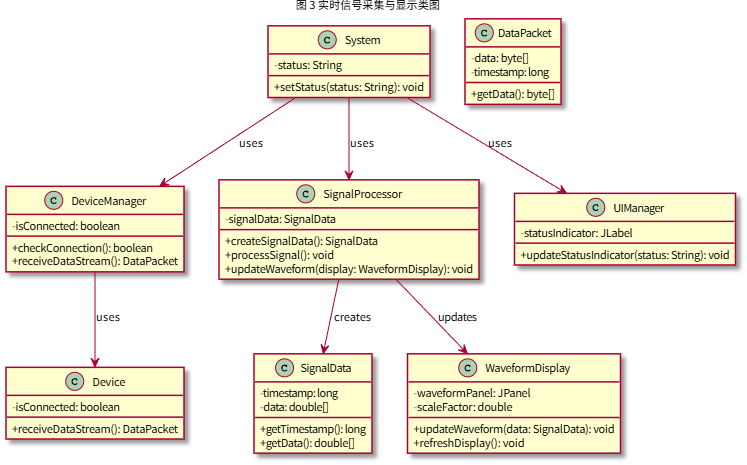 图 3 实时信号采集与显示类图
C System
-status: String
+setStatus(status: String): void
C DataPacket
-data: byte[]
-timestamp: long
+getData(): byte[]
uses
uses
uses
C DeviceManager
-isConnected: boolean
+checkConnection(): boolean
+receiveDataStream(): DataPacket
C SignalProcessor
-signalData: SignalData
+createSignalData(): SignalData
+processSignal(): void
+updateWaveform(display: WaveformDisplay): void
C UIManager
-statusIndicator: JLabel
+updateStatusIndicator(status: String): void
uses
creates
updates
C Device
-isConnected: boolean
+receiveDataStream(): DataPacket
C SignalData
-timestamp: long
-data: double[]
+getTimestamp(): long
+getData(): double[]
C WaveformDisplay
-waveformPanel: JPanel
-scaleFactor: double
+updateWaveform(data: SignalData): void
+refreshDisplay(): void